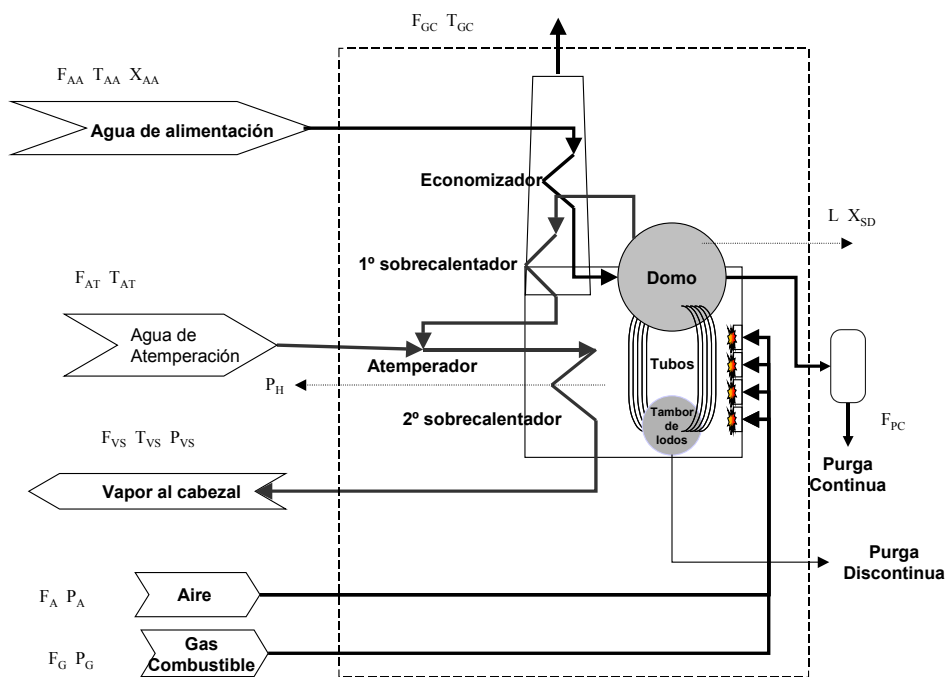 F_GC T_GC
F_AA T_AA X_AA
Agua de alimentación
Economizador
L X_SD
1º sobrecalentador
Domo
F_AT T_AT
Agua de
Atemperación
Atemperador
Tubos
P_H
2º sobrecalentador
Tambor
de
lodos
F_PC
F_VS T_VS P_VS
Purga
Continua
Vapor al cabezal
Purga
Discontinua
F_A P_A
Aire
F_G P_G
Gas
Combustible